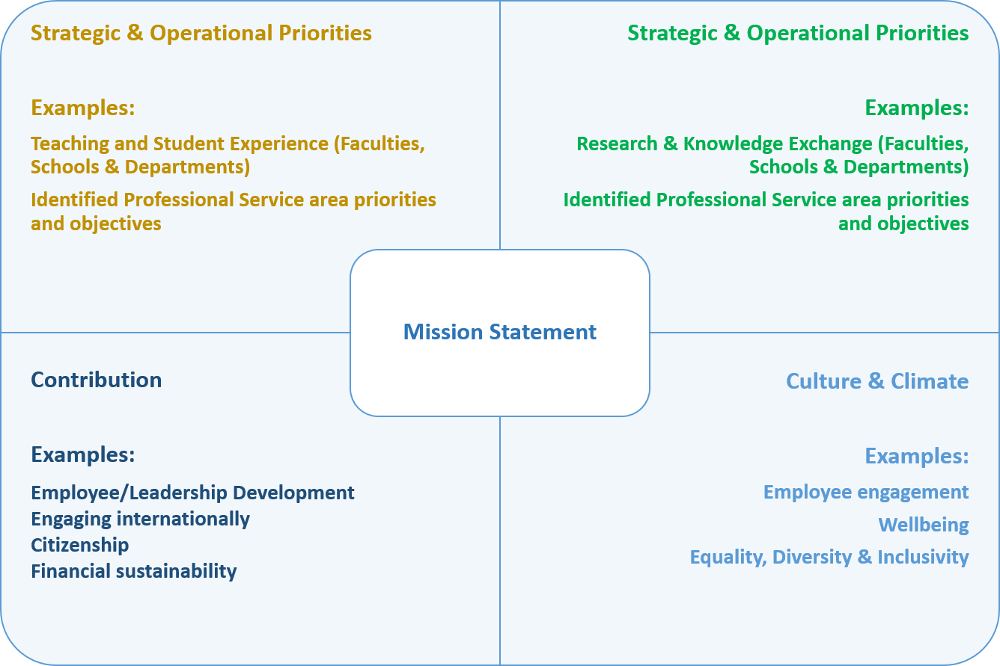 Strategic & Operational Priorities
Examples:
Teaching and Student Experience (Faculties,
Schools & Departments)
Identified Professional Service area priorities
and objectives
Strategic & Operational Priorities
Examples:
Research & Knowledge Exchange (Faculties,
Schools & Departments)
Identified Professional Service area priorities
and objectives
Mission Statement
Contribution
Examples:
Employee/Leadership Development
Engaging internationally
Citizenship
Financial sustainability
Culture & Climate
Examples:
Employee engagement
Wellbeing
Equality, Diversity & Inclusivity